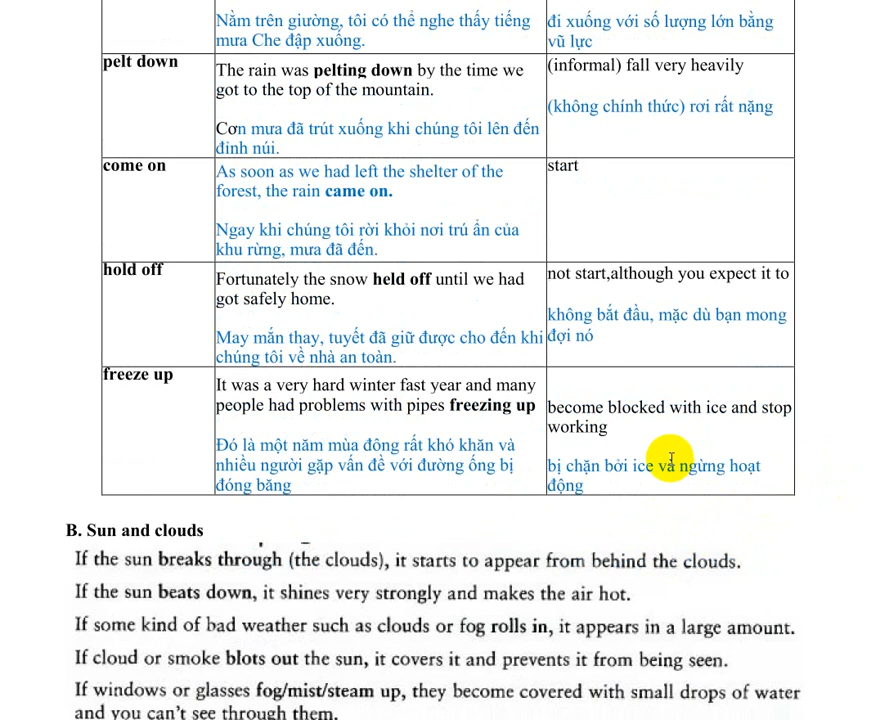 Nằm trên giường, tôi có thể nghe thấy tiếng
mưa Che đập xuống.
đi xuống với số lượng lớn bằng
vũ lực
pelt down
The rain was pelting down by the time we
got to the top of the mountain.
Cơn mưa đã trút xuống khi chúng tôi lên đến
đỉnh núi.
(informal) fall very heavily
(không chính thức) rơi rất nặng
come on
As soon as we had left the shelter of the
forest, the rain came on.
Ngay khi chúng tôi rời khỏi nơi trú ẩn của
khu rừng, mưa đã đến.
start
hold off
Fortunately the snow held off until we had
got safely home.
May mắn thay, tuyết đã giữ được cho đến khi
chúng tôi về nhà an toàn.
not start,although you expect it to
không bắt đầu, mặc dù bạn mong
đợi nó
freeze up
It was a very hard winter fast year and many
people had problems with pipes freezing up
Đó là một năm mùa đông rất khó khăn và
nhiều người gặp vấn đề với đường ống bị
đóng băng
become blocked with ice and stop
working
bị chặn bởi ice và ngừng hoạt
động
B. Sun and clouds
If the sun breaks through (the clouds), it starts to appear from behind the clouds.
If the sun beats down, it shines very strongly and makes the air hot.
If some kind of bad weather such as clouds or fog rolls in, it appears in a large amount.
If cloud or smoke blots out the sun, it covers it and prevents it from being seen.
If windows or glasses fog/mist/steam up, they become covered with small drops of water
and you can't see through them.